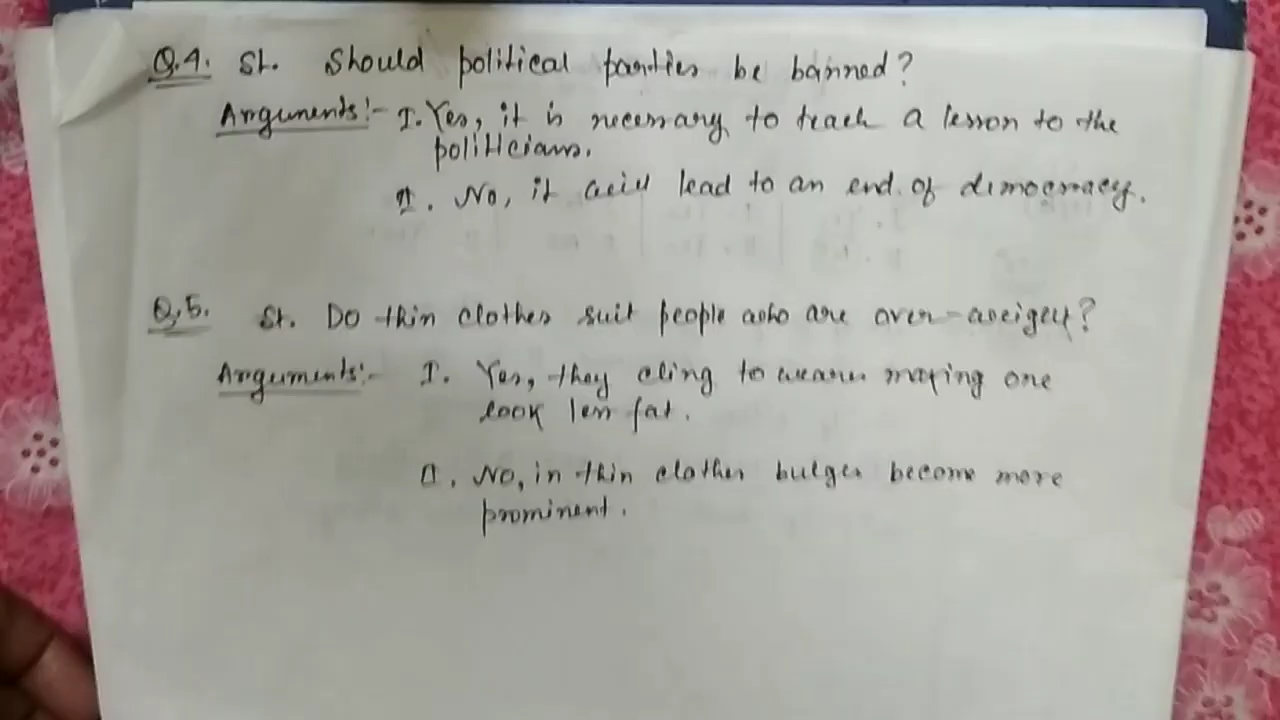 Q.4. St. Should political parties be banned?
Arguments:- I. Yes, it is necessary to teach a lesson to the
politicians.
II. No, it will lead to an end of democracy.
Q.5. St. Do thin clothes suit people who are over-weight?
Arguments:- I. Yes, they cling to wearer making one
look less fat.
II. No, in thin clothes bulges become more
prominent.